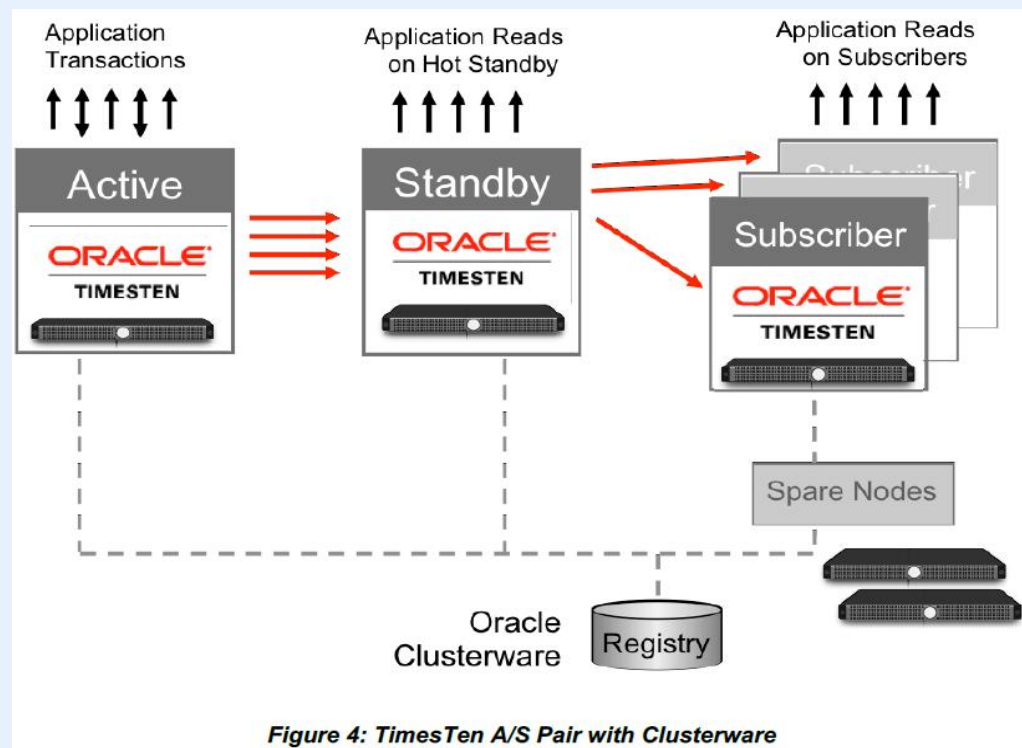 Application
Transactions
Application Reads
on Hot Standby
Application Reads
on Subscribers
Active
ORACLE
TIMESTEN
Standby
ORACLE
TIMESTEN
Subscriber
Subscriber
ORACLE
TIMESTEN
Spare Nodes
Oracle
Clusterware
Registry
Figure 4: TimesTen A/S Pair with Clusterware